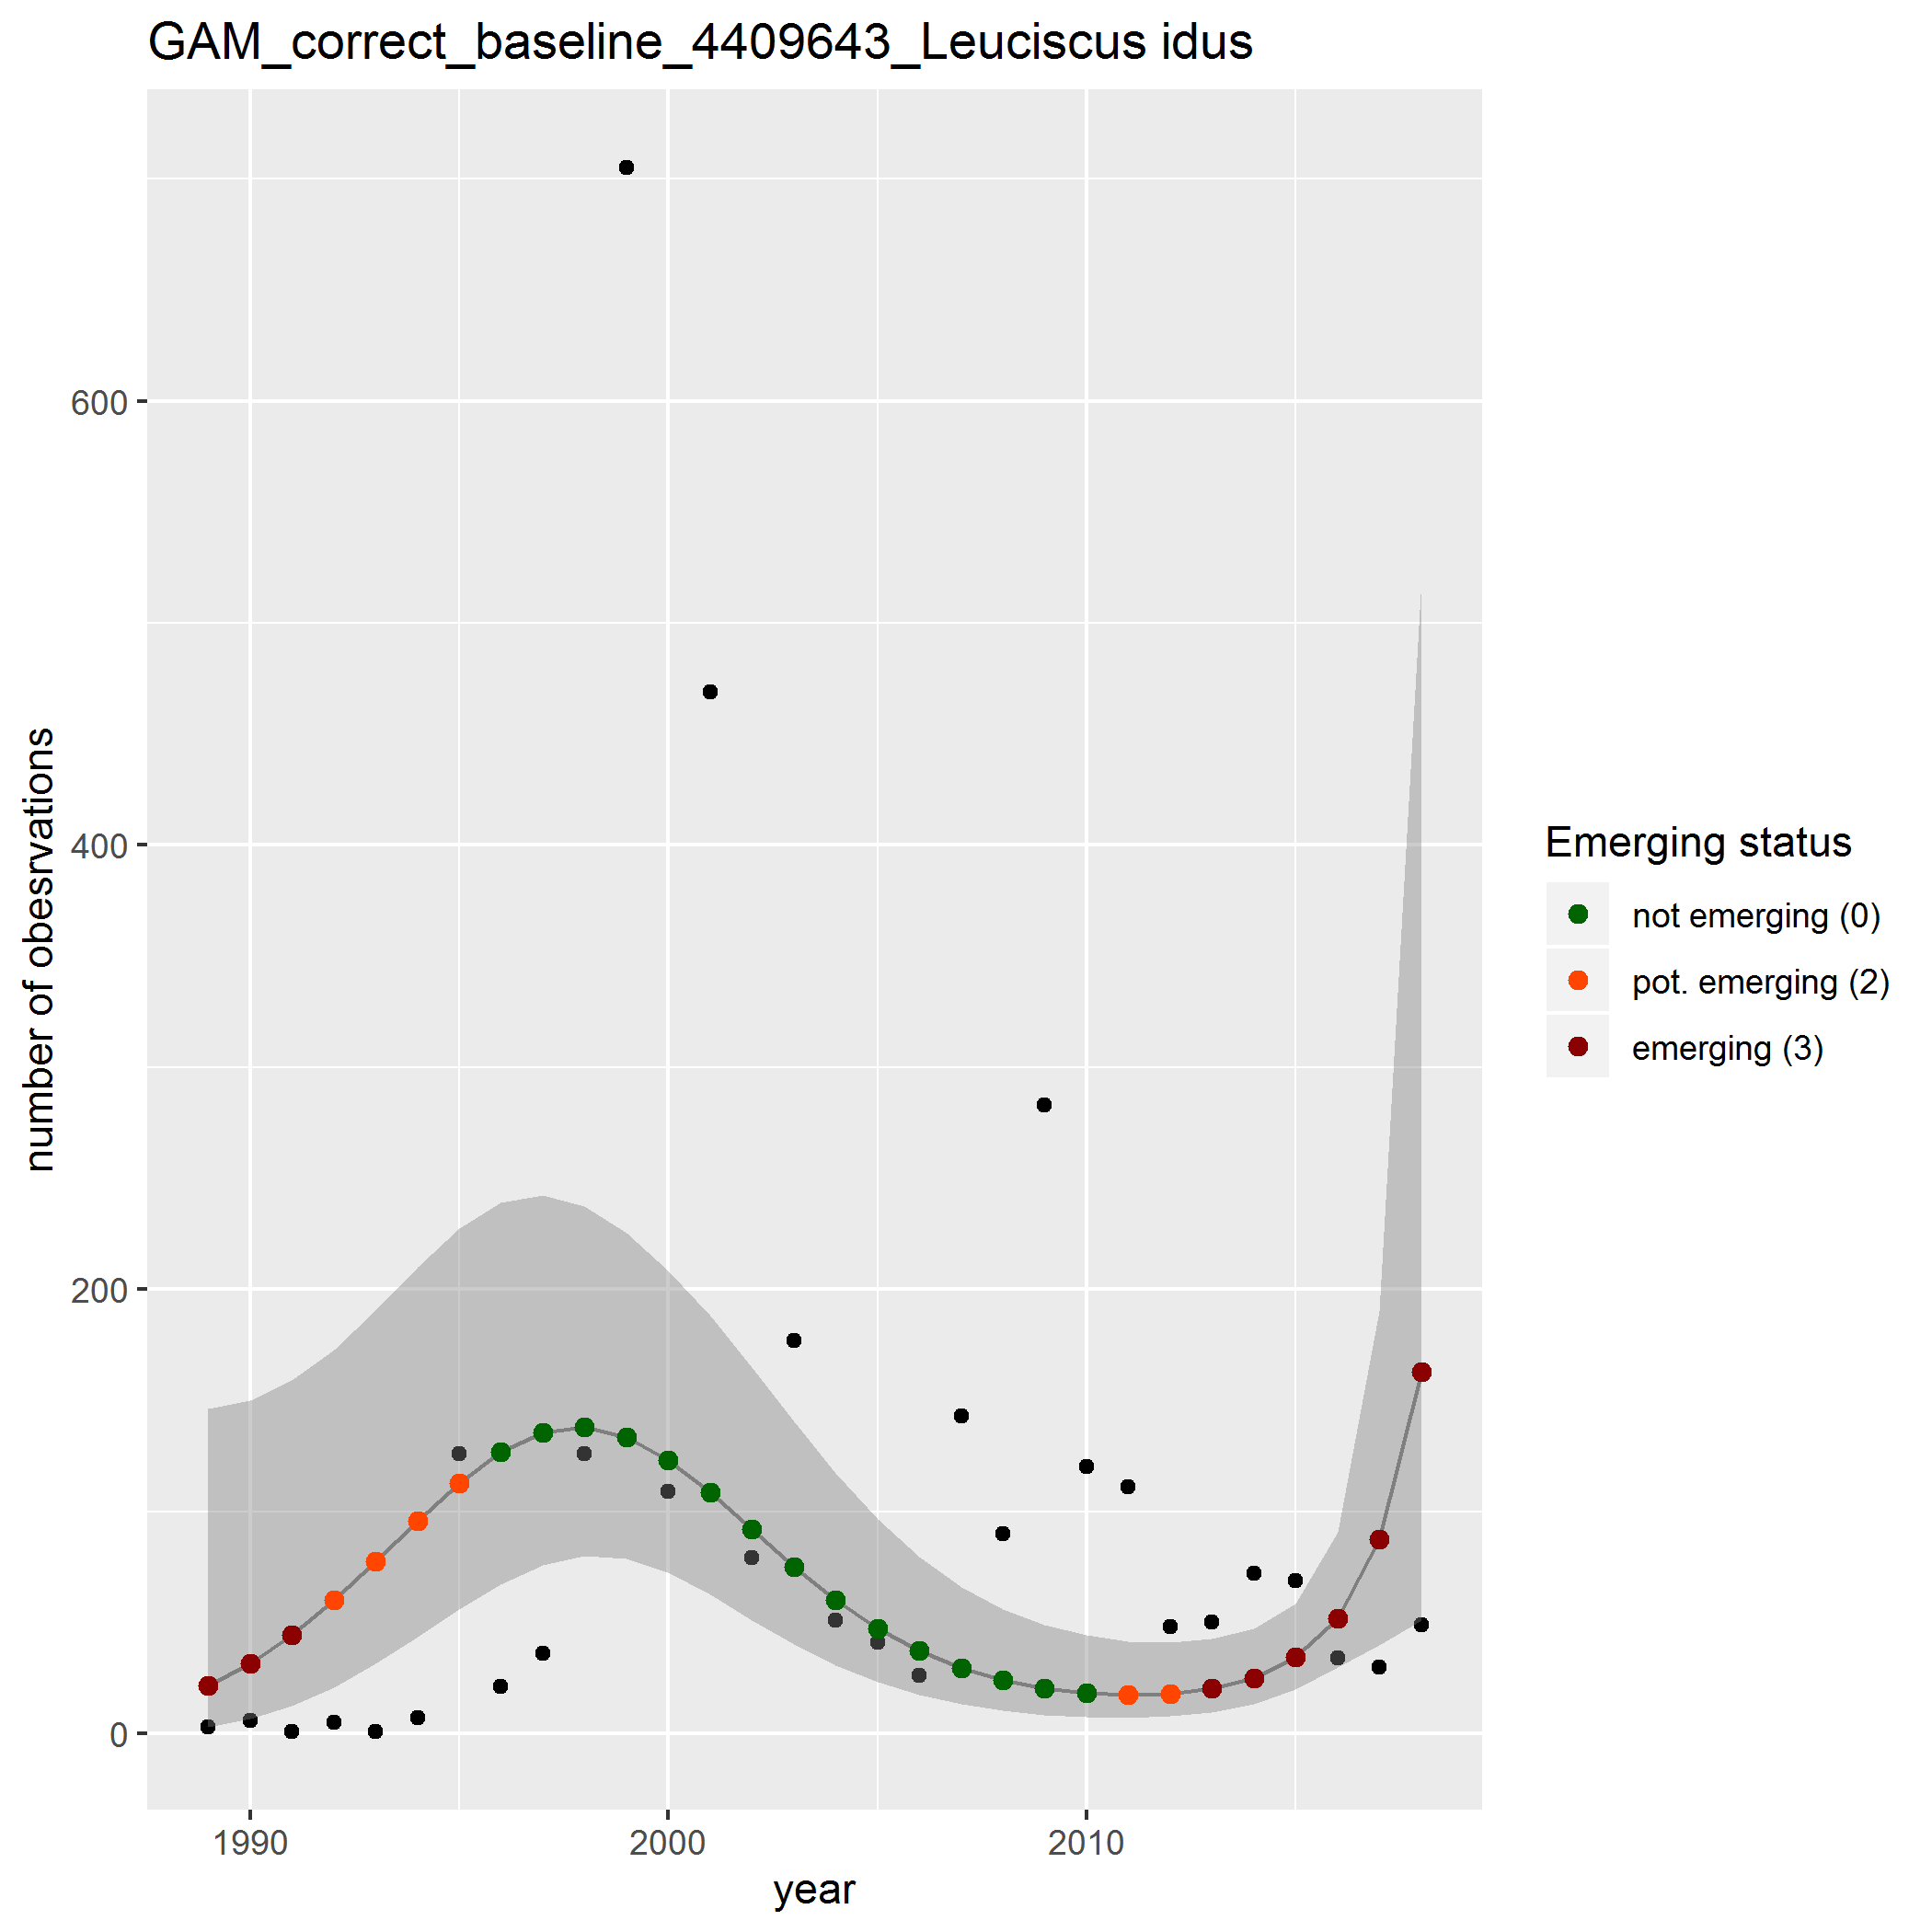 GAM_correct_baseline_4409643_Leuciscus idus
number of obesrvations
600
400
200
0
1990
2000
2010
year
Emerging status
not emerging (0)
pot. emerging (2)
emerging (3)